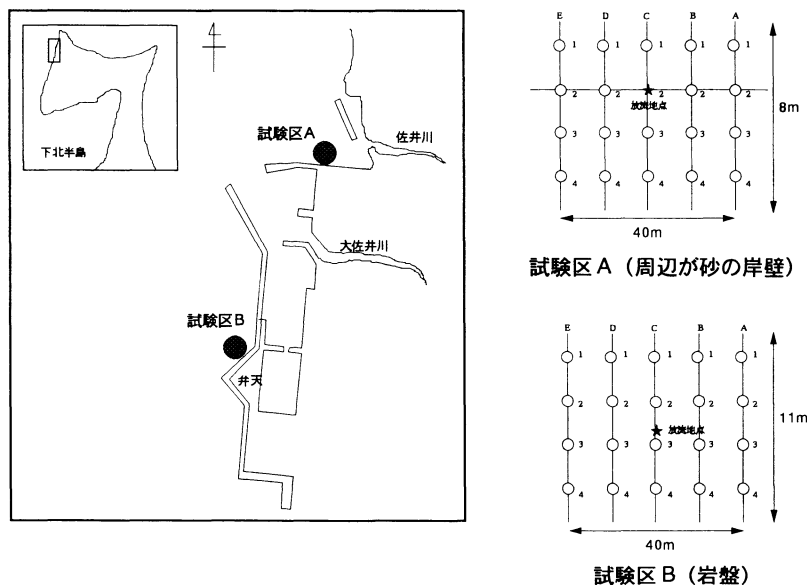 下北半島
試験区A
佐井川
大佐井川
試験区B
弁天
E D C B A
1 1 1 1 1
2 2 2 2 2
放流地点
3 3 3 3 3
4 4 4 4 4
8m
40m
試験区A（周辺が砂の岸壁）
E D C B A
1 1 1 1 1
2 2 2 2 2
放流地点
3 3 3 3 3
4 4 4 4 4
11m
40m
試験区B（岩盤）